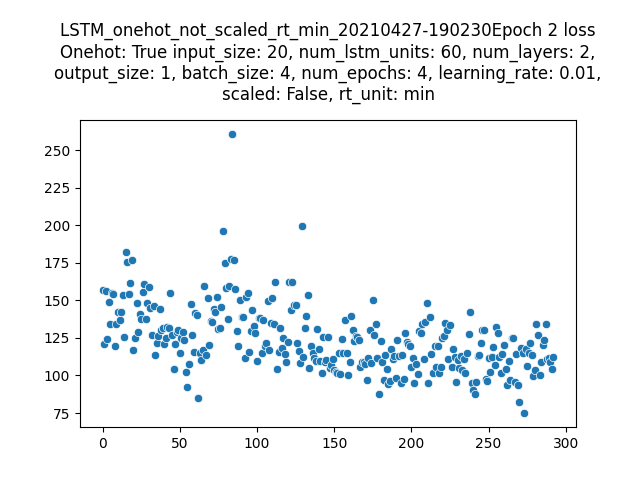 LSTM_onehot_not_scaled_rt_min_20210427-190230Epoch 2 loss
Onehot: True input_size: 20, num_lstm_units: 60, num_layers: 2,
output_size: 1, batch_size: 4, num_epochs: 4, learning_rate: 0.01,
scaled: False, rt_unit: min
250
225
200
175
150
125
100
75
0 50 100 150 200 250 300